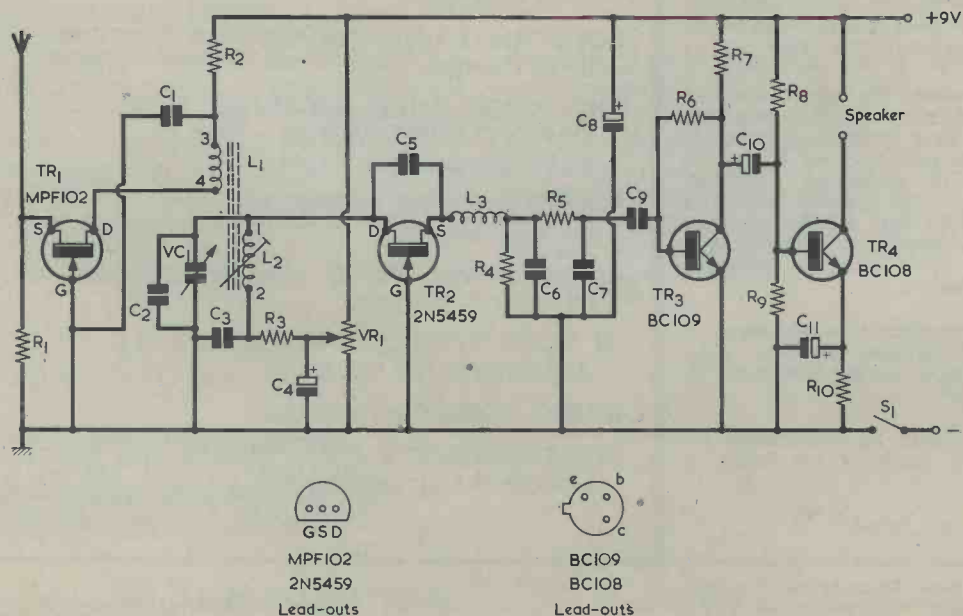 +9V
R2
R7
C1
R8
3
R6
C8
+
Speaker
L1
C5
C10
+
TR1
MPF102
4
S
D
D
S
L3
R5
C9
VC1
1
L2
R4
G
C2
2
G
C6
C7
TR3
BC109
TR4
BC108
C3
R3
TR2
2N5459
R9
R1
VR1
C11
+
C4
+
R10
S1
–
GSD
MPF102
2N5459
Lead-outs
e
b
c
BC109
BC108
Lead-outs